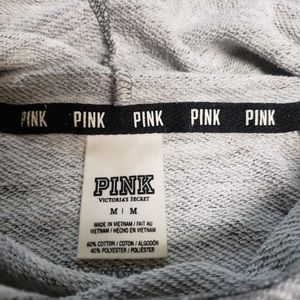 PINK PINK PINK PINK PINK
PINK
VICTORIA'S SECRET
M | M
MADE IN VIETNAM / FAIT AU
VIETNAM / HECHO EN VIETNAM
60% COTTON / COTON / ALGODÓN
40% POLYESTER / POLIÉSTER